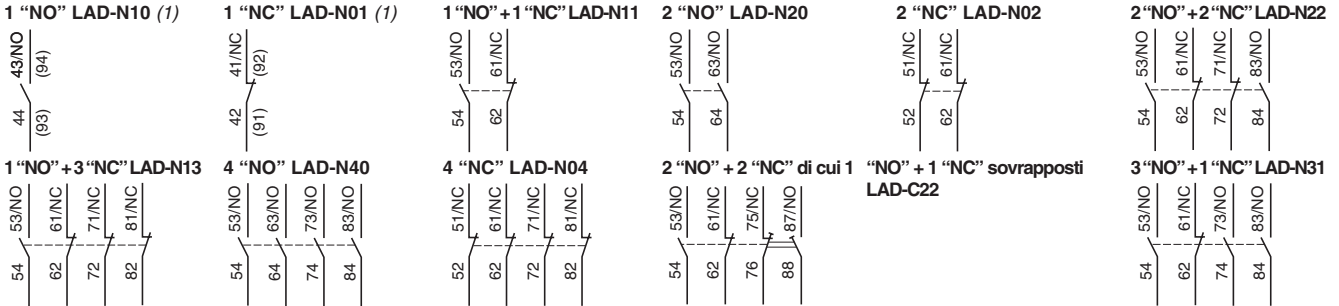 1 “NO” LAD-N10 (1)
43/NO
(94)
44
(93)
1 “NC” LAD-N01 (1)
41/NC
(92)
42
(91)
1 “NO” + 1 “NC” LAD-N11
53/NO
61/NC
54
62
2 “NO” LAD-N20
53/NO
63/NO
54
64
2 “NC” LAD-N02
51/NC
61/NC
52
62
2 “NO” + 2 “NC” LAD-N22
53/NO
61/NC
71/NC
83/NO
54
62
72
84
1 “NO” + 3 “NC” LAD-N13
53/NO
61/NC
71/NC
81/NC
54
62
72
82
4 “NO” LAD-N40
53/NO
63/NO
73/NO
83/NO
54
64
74
84
4 “NC” LAD-N04
51/NC
61/NC
71/NC
81/NC
52
62
72
82
2 “NO” + 2 “NC” di cui 1 “NO” + 1 “NC” sovrapposti
LAD-C22
53/NO
61/NC
75/NC
87/NO
54
62
76
88
3 “NO” + 1 “NC” LAD-N31
53/NO
61/NC
73/NO
83/NO
54
62
74
84